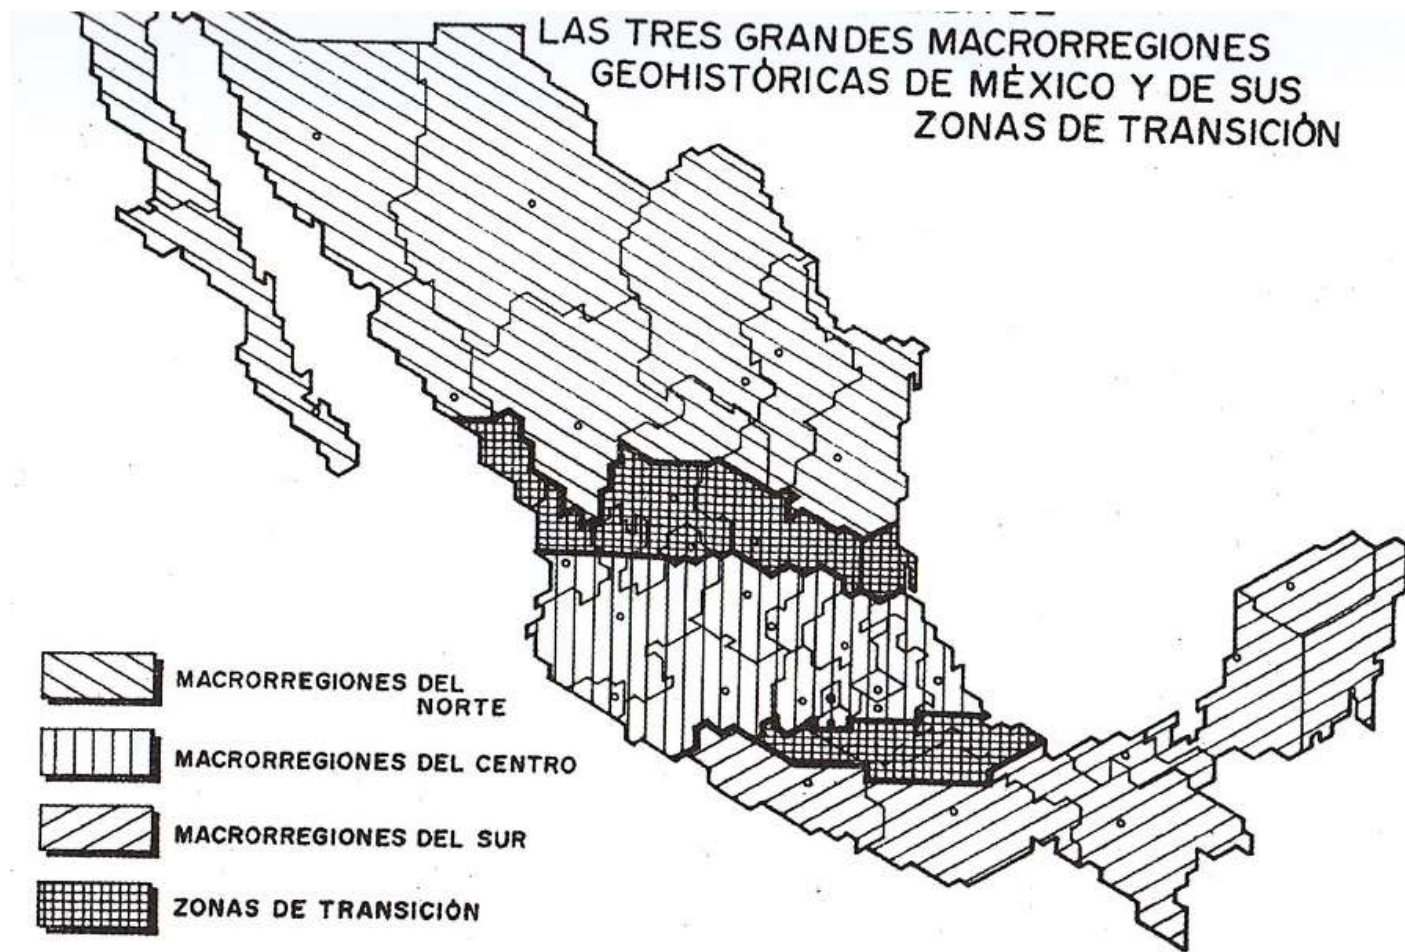 LAS TRES GRANDES MACRORREGIONES
GEOHISTÓRICAS DE MÉXICO Y DE SUS
ZONAS DE TRANSICIÓN
MACRORREGIONES DEL
NORTE
MACRORREGIONES DEL CENTRO
MACRORREGIONES DEL SUR
ZONAS DE TRANSICIÓN